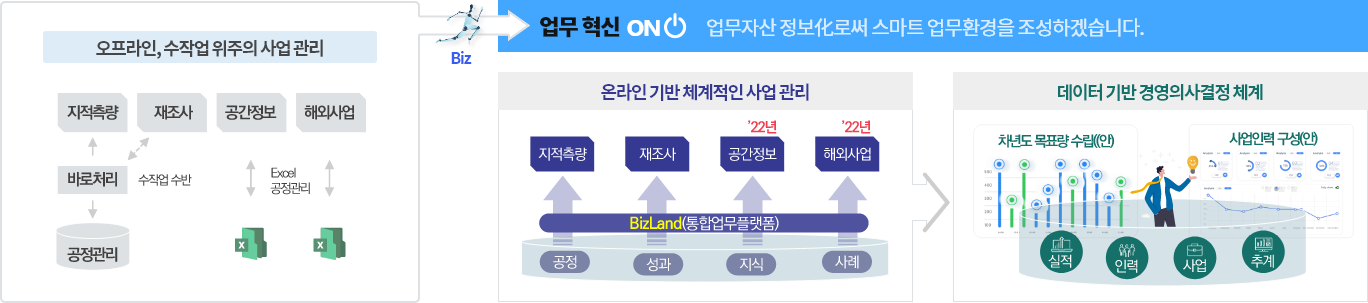 오프라인, 수작업 위주의 사업 관리
지적측량
재조사
공간정보
해외사업
바로처리
수작업 수반
Excel
공정관리
공정관리
X
X
Biz
업무 혁신 ON
업무자산 정보化로써 스마트 업무환경을 조성하겠습니다.
온라인 기반 체계적인 사업 관리
'22년
'22년
지적측량
재조사
공간정보
해외사업
BizLand(통합업무플랫폼)
공정
성과
지식
사례
데이터 기반 경영의사결정 체계
차년도 목표량 수립((안)
사업인력 구성(안)
실적
인력
사업
추계